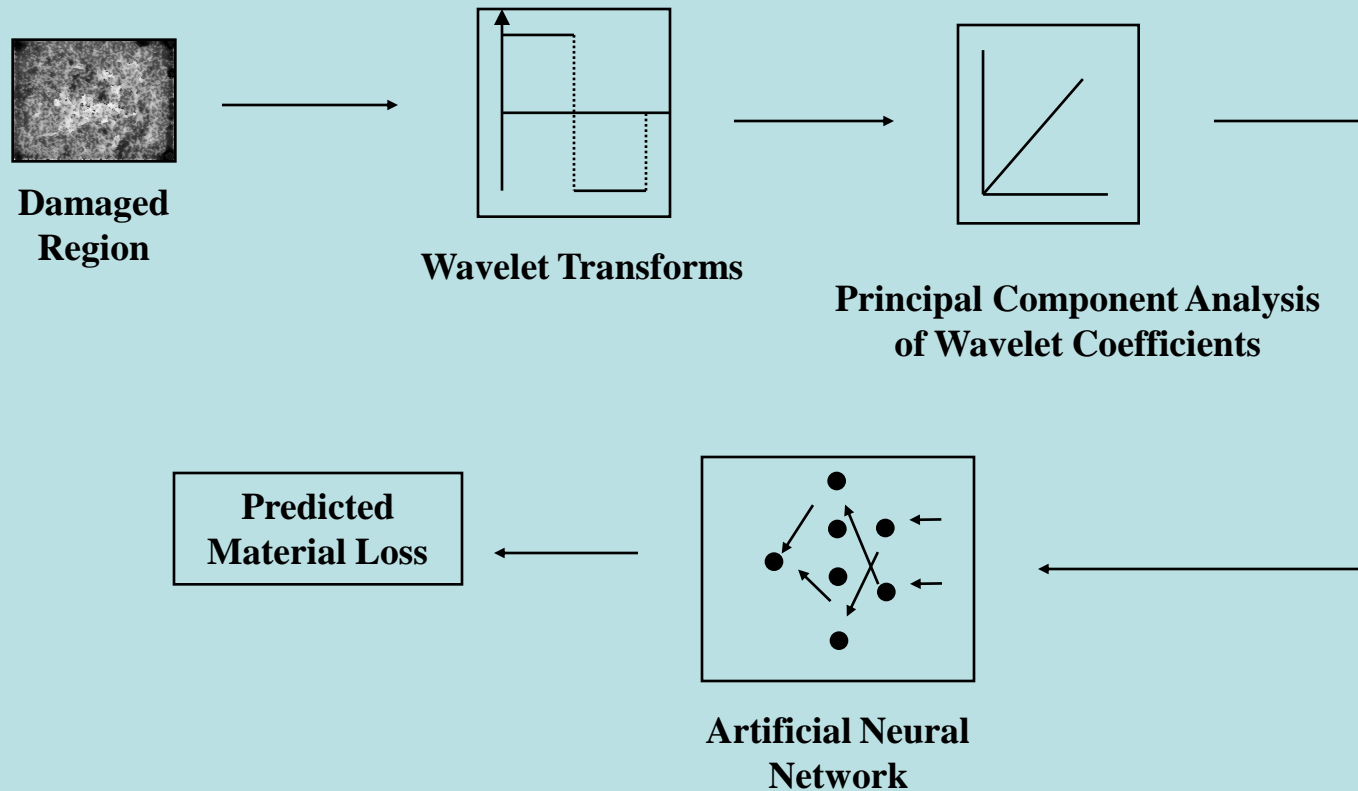 Damaged
Region
Wavelet Transforms
Principal Component Analysis
of Wavelet Coefficients
Predicted
Material Loss
Artificial Neural
Network